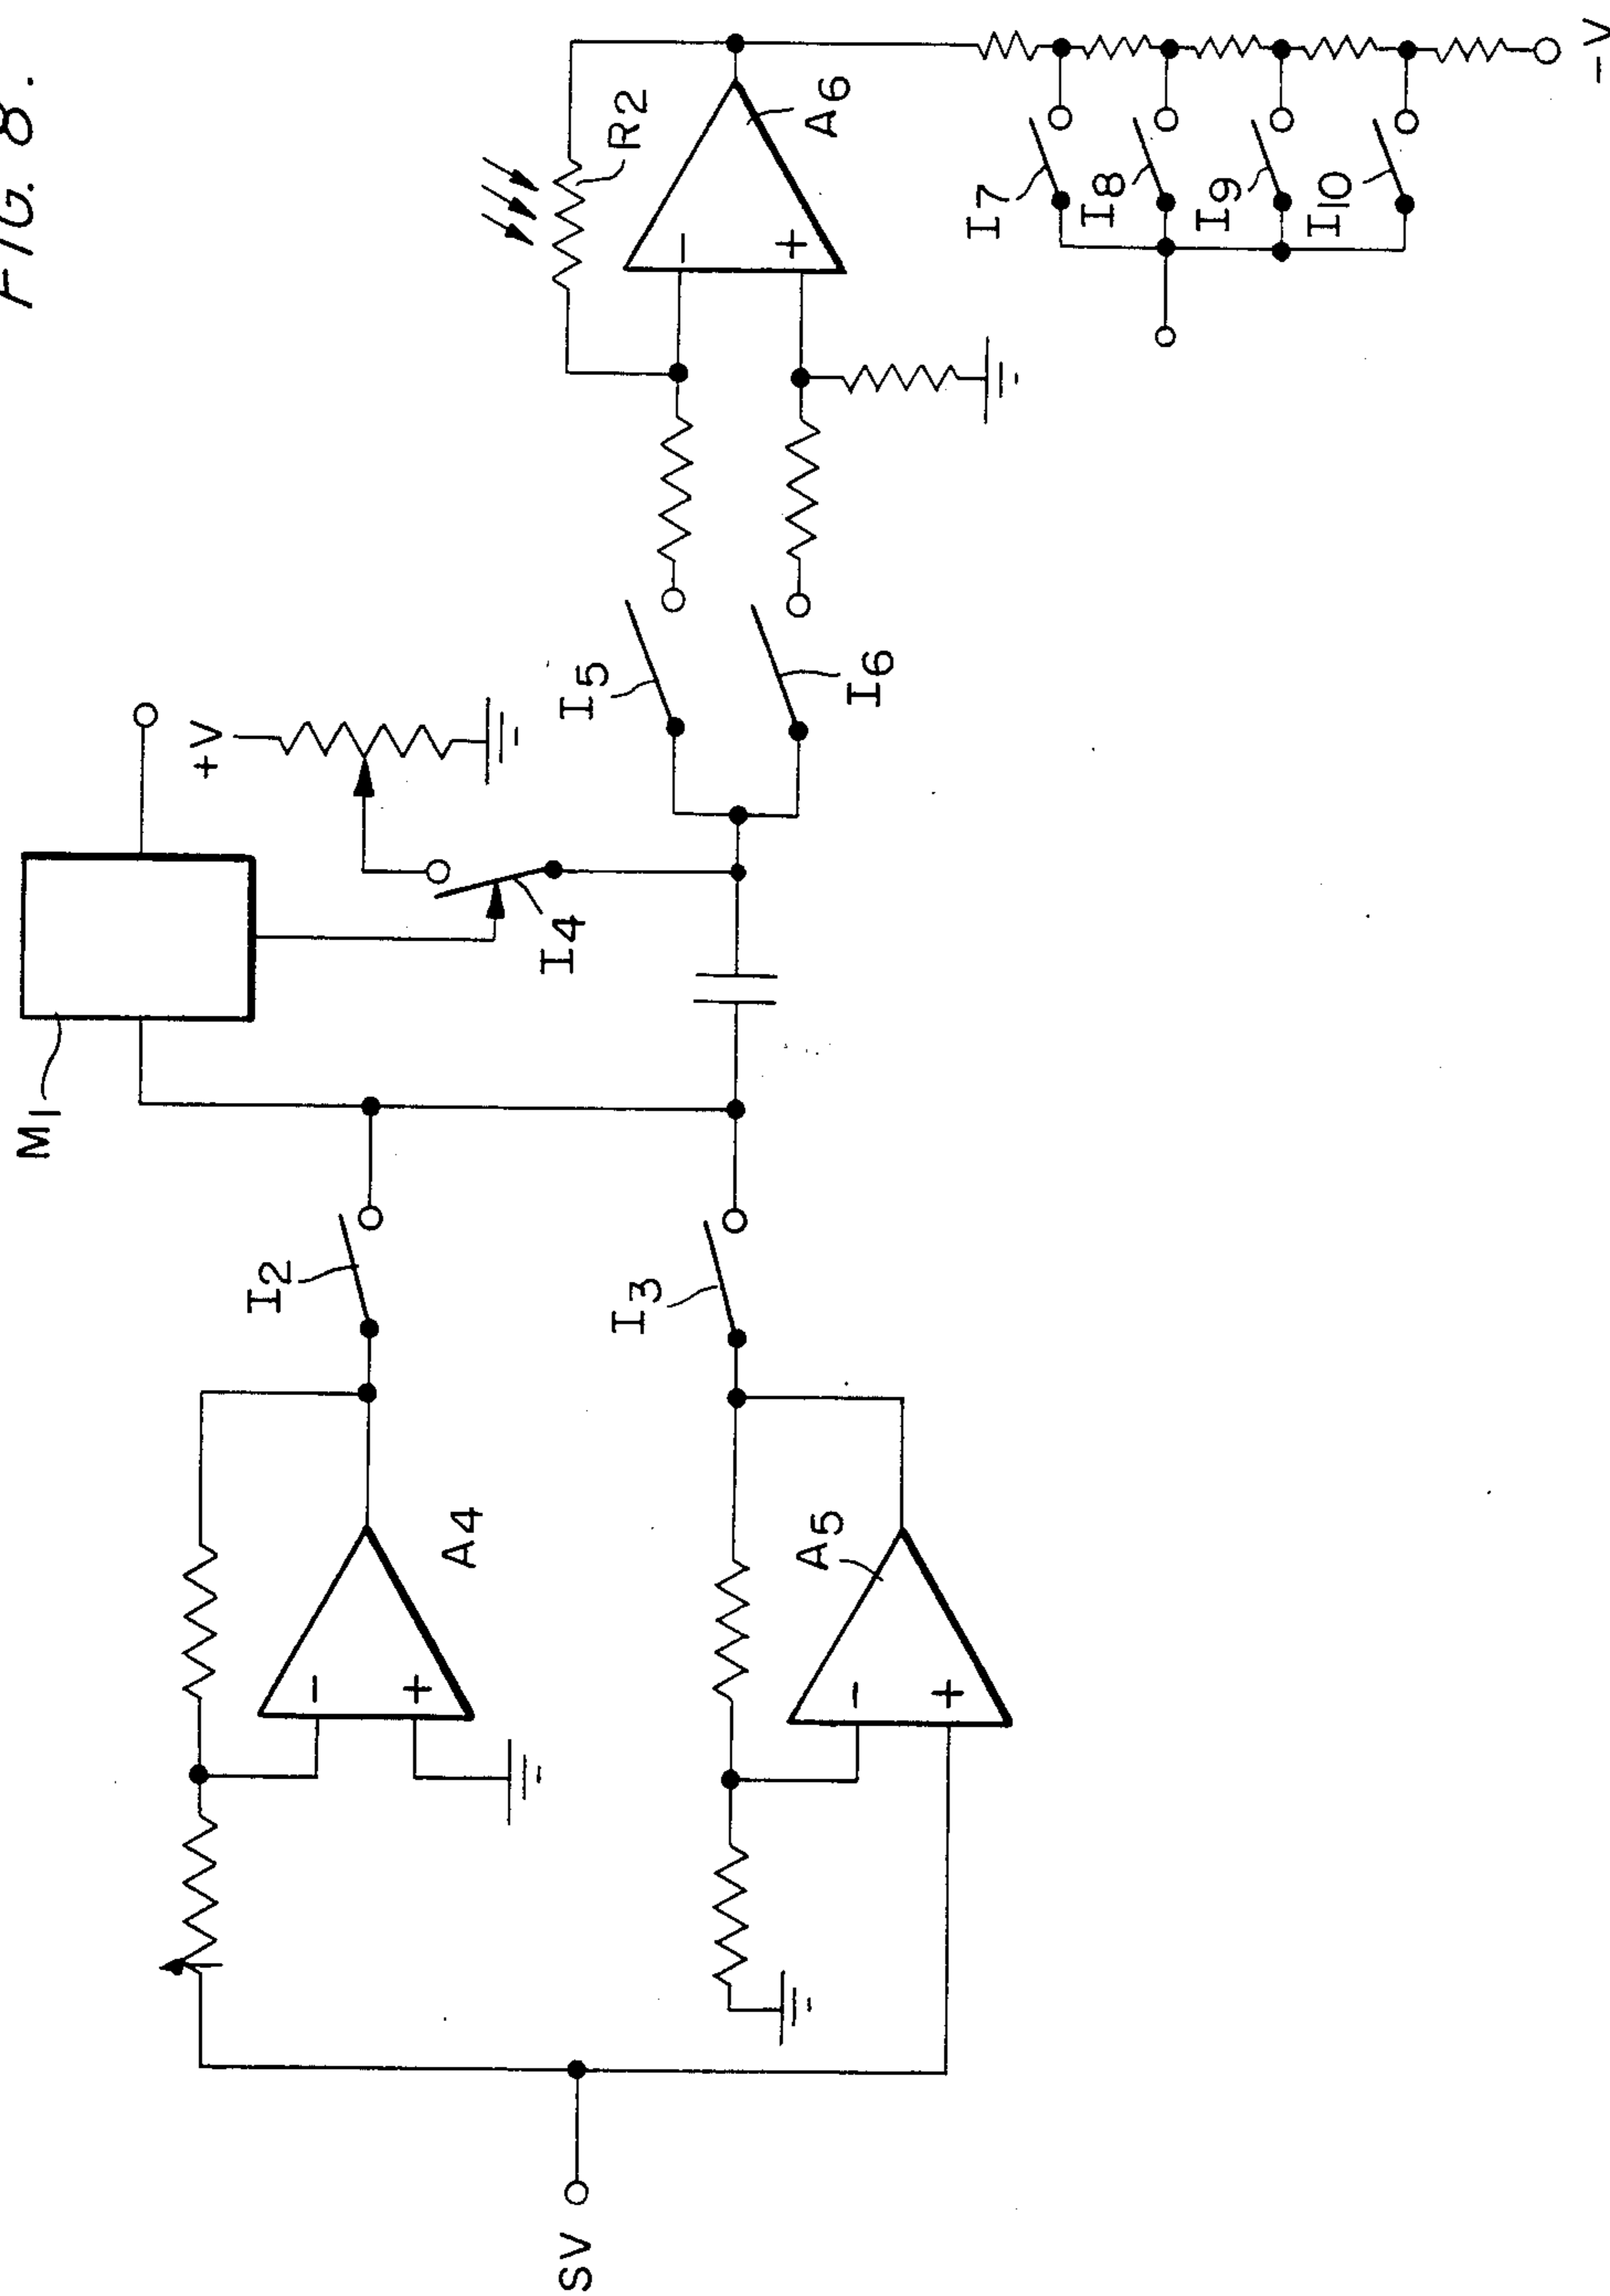 FIG. 8.
SV
A4
-
+
A5
-
+
I2
I3
M1
I4
+V
I5
I6
R2
A6
-
+
I7
I8
I9
I10
-V